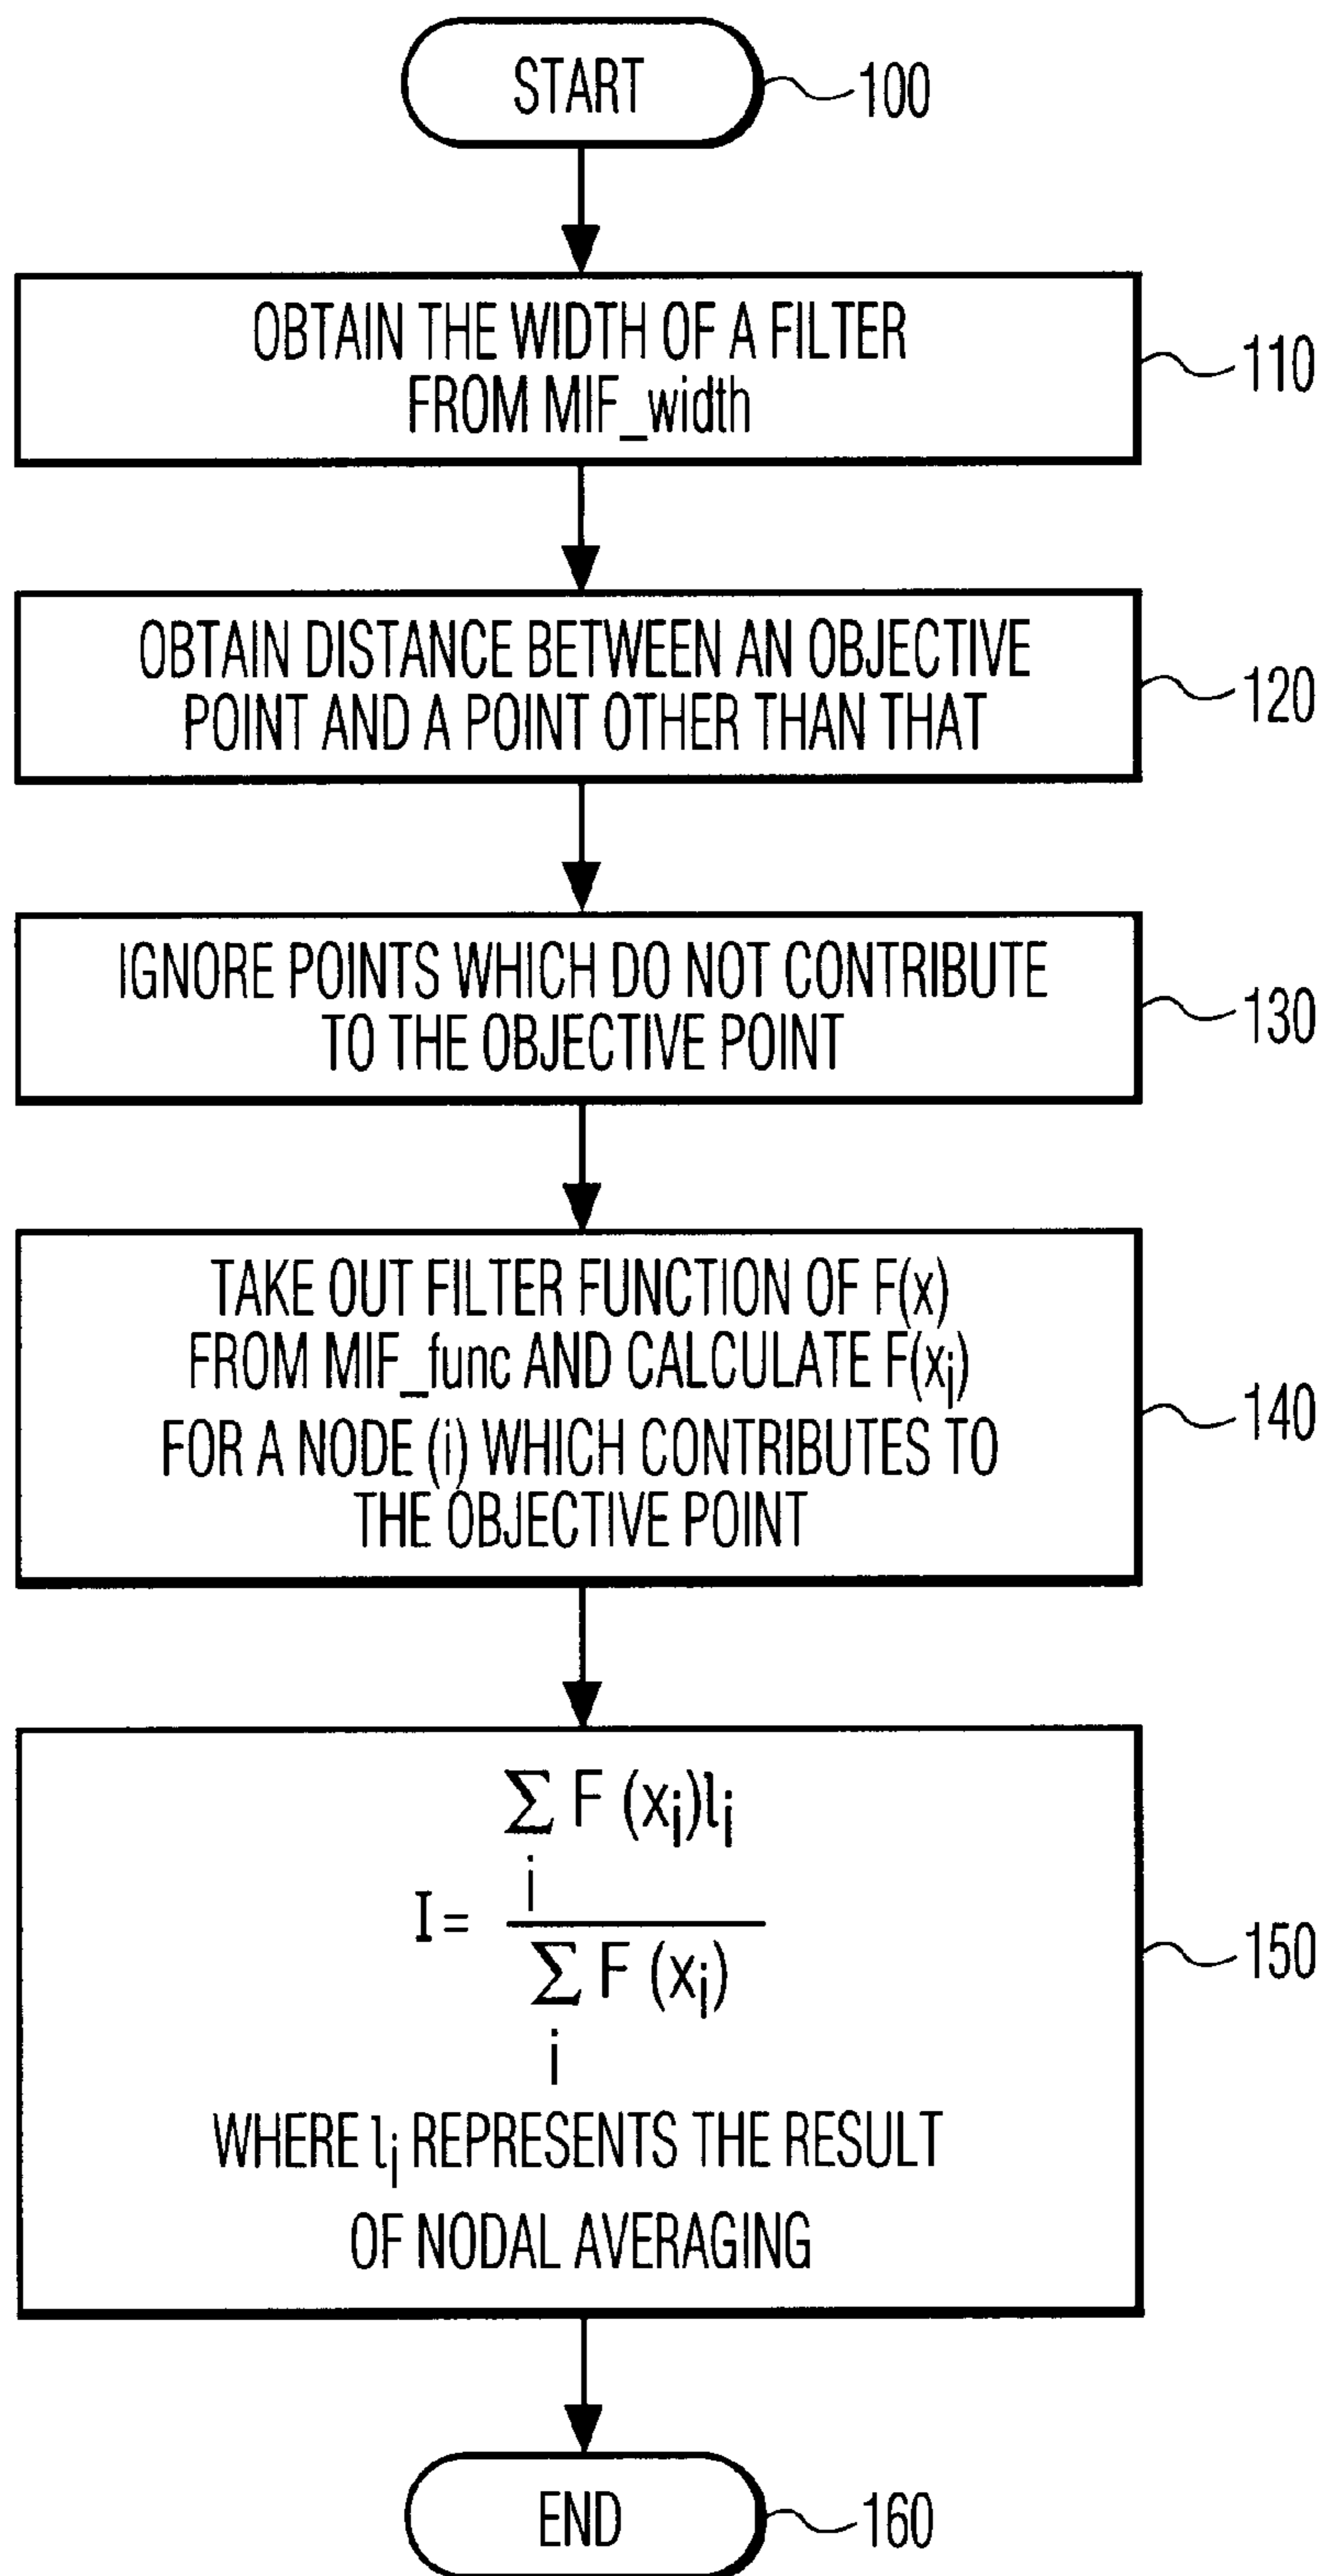 START
100
OBTAIN THE WIDTH OF A FILTER
FROM MIF_width
110
OBTAIN DISTANCE BETWEEN AN OBJECTIVE
POINT AND A POINT OTHER THAN THAT
120
IGNORE POINTS WHICH DO NOT CONTRIBUTE
TO THE OBJECTIVE POINT
130
TAKE OUT FILTER FUNCTION OF F(x)
FROM MIF_func AND CALCULATE F(xᵢ)
FOR A NODE (i) WHICH CONTRIBUTES TO
THE OBJECTIVE POINT
140
∑ F (xᵢ)lᵢ
i
I =
∑ F (xᵢ)
i
WHERE lᵢ REPRESENTS THE RESULT
OF NODAL AVERAGING
150
END
160